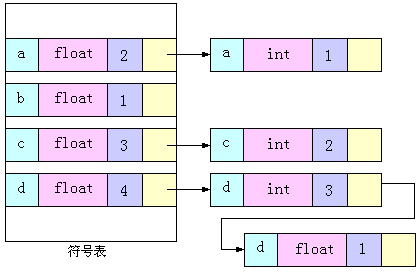 a float 2 a int 1
b float 1
c float 3 c int 2
d float 4 d int 3
d float 1
符号表